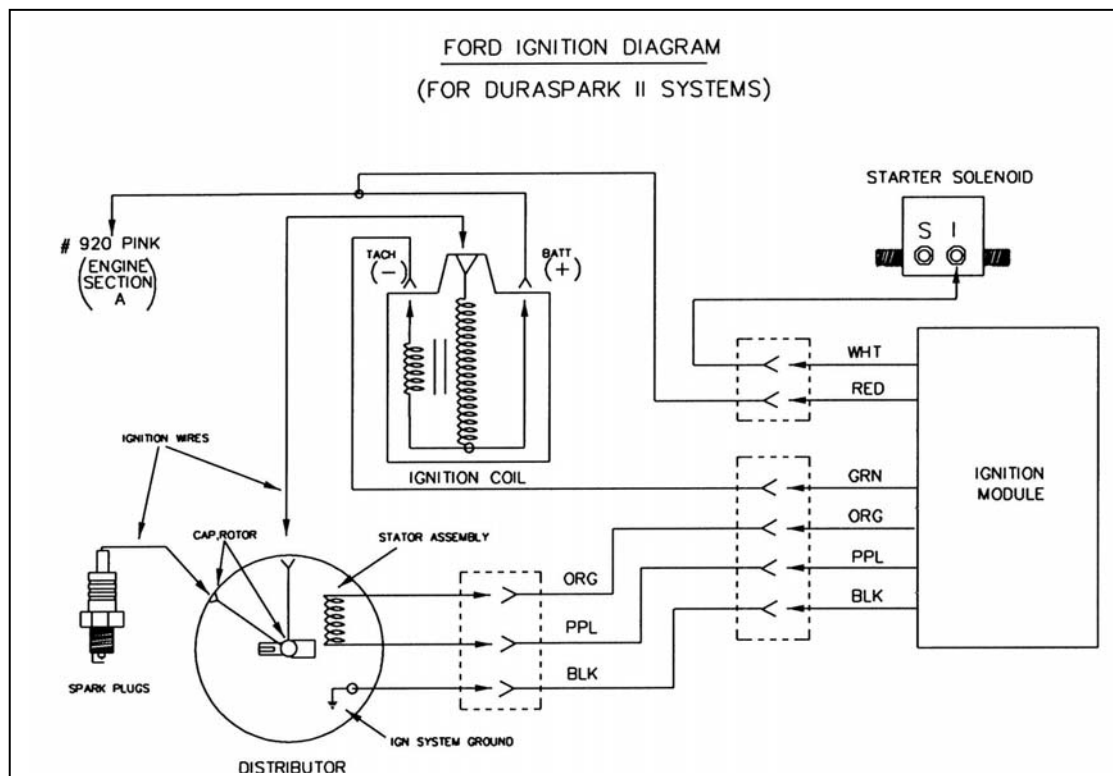 FORD IGNITION DIAGRAM
(FOR DURASPARK II SYSTEMS)
STARTER SOLENOID
S I
# 920 PINK
(ENGINE
SECTION
A)
TACH
(-)
BATT
(+)
WHT
RED
IGNITION WIRES
IGNITION COIL
GRN
IGNITION
MODULE
ORG
CAP,ROTOR
STATOR ASSEMBLY
PPL
ORG
BLK
PPL
BLK
SPARK PLUGS
IGN SYSTEM GROUND
DISTRIBUTOR